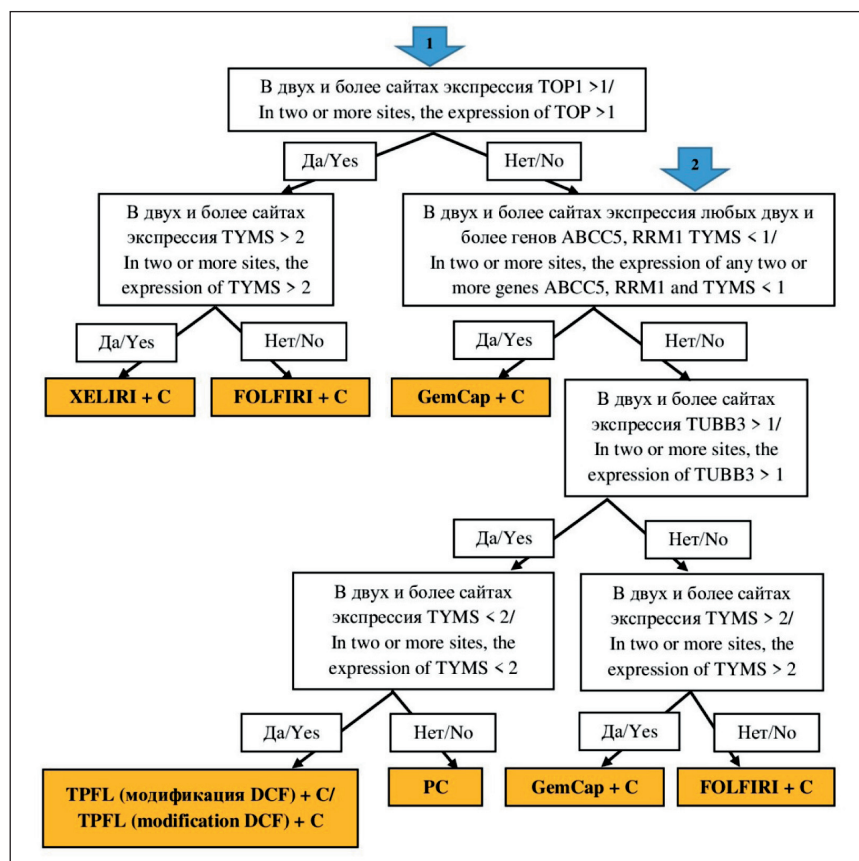 1
В двух и более сайтах экспрессия TOP1 >1/
In two or more sites, the expression of TOP >1
Да/Yes
Нет/No
2
В двух и более сайтах
экспрессия TYMS > 2
In two or more sites, the
expression of TYMS > 2
В двух и более сайтах экспрессия любых двух и
более генов ABCC5, RRM1 TYMS < 1/
In two or more sites, the expression of any two or
more genes ABCC5, RRM1 and TYMS < 1
Да/Yes
Нет/No
Да/Yes
Нет/No
XELIRI + C
FOLFIRI + C
GemCap + C
В двух и более сайтах
экспрессия TUBB3 > 1/
In two or more sites, the
expression of TUBB3 > 1
Да/Yes
Нет/No
В двух и более сайтах
экспрессия TYMS < 2/
In two or more sites, the
expression of TYMS < 2
В двух и более сайтах
экспрессия TYMS > 2/
In two or more sites, the
expression of TYMS > 2
Да/Yes
Нет/No
Да/Yes
Нет/No
TPFL (модификация DCF) + C/
TPFL (modification DCF) + C
PC
GemCap + C
FOLFIRI + C